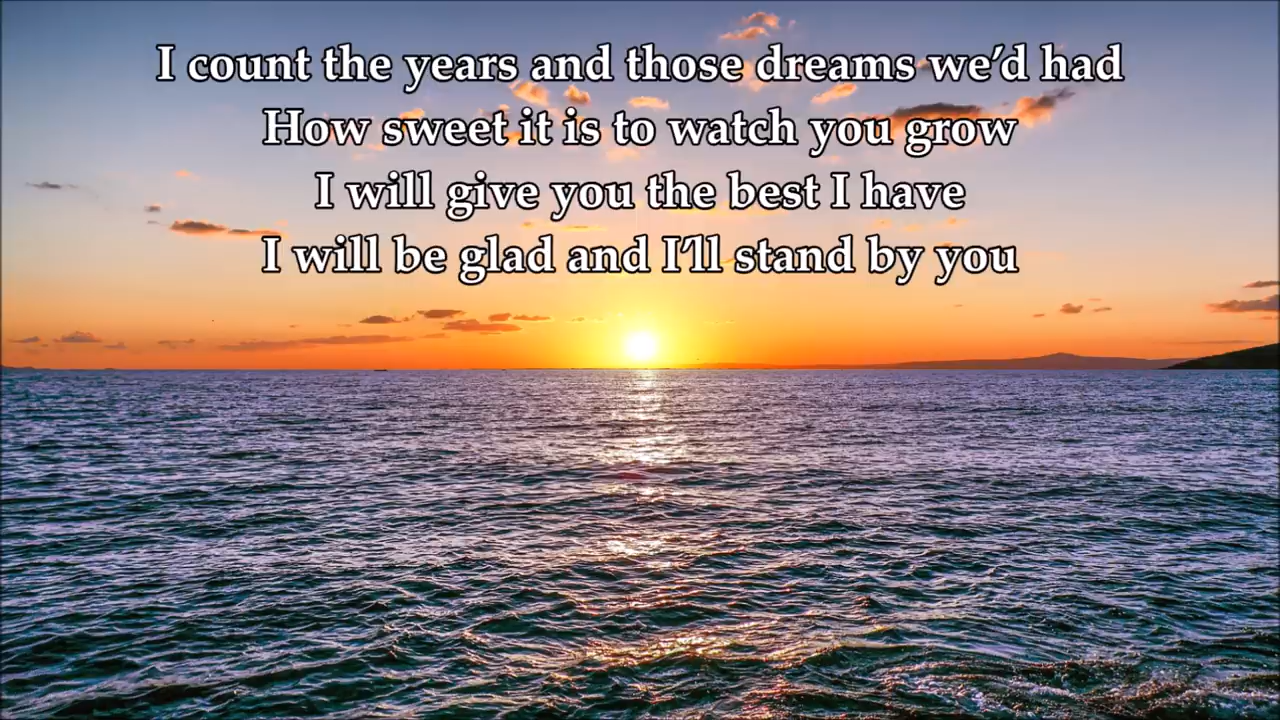 I count the years and those dreams we’d had
How sweet it is to watch you grow
I will give you the best I have
I will be glad and I’ll stand by you